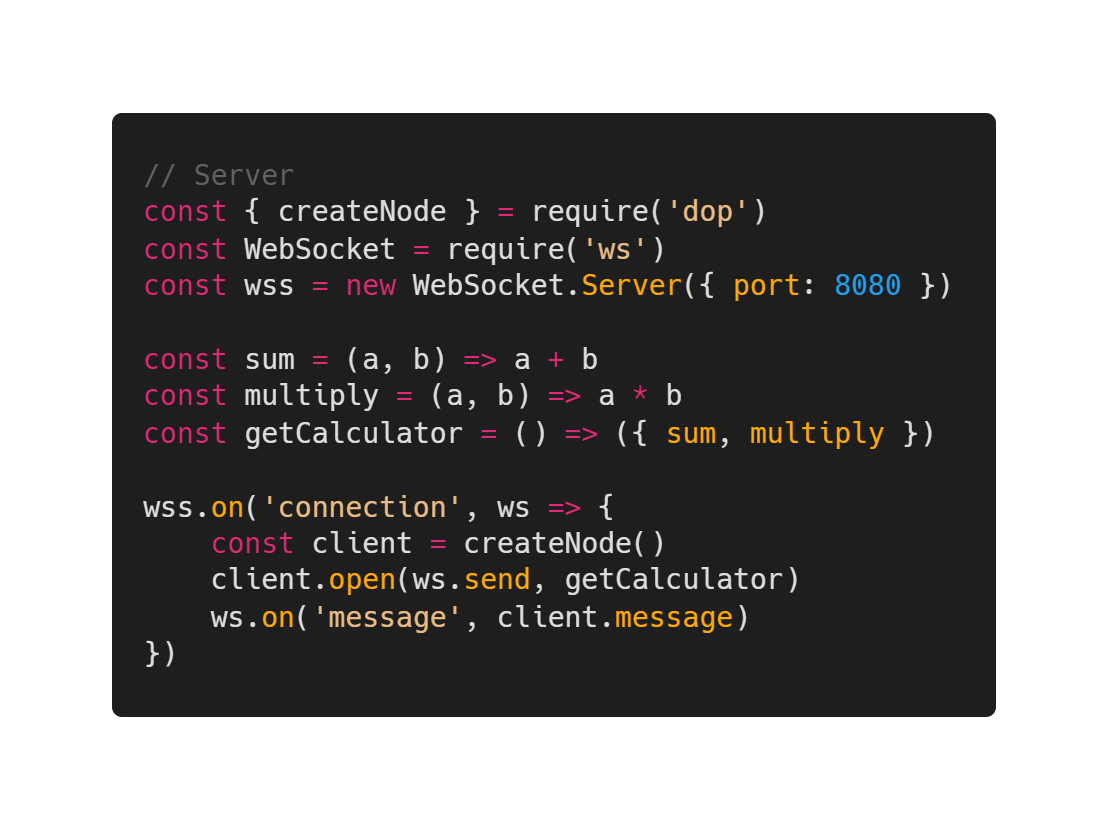 // Server
const { createNode } = require('dop')
const WebSocket = require('ws')
const wss = new WebSocket.Server({ port: 8080 })

const sum = (a, b) => a + b
const multiply = (a, b) => a * b
const getCalculator = () => ({ sum, multiply })

wss.on('connection', ws => {
    const client = createNode()
    client.open(ws.send, getCalculator)
    ws.on('message', client.message)
})